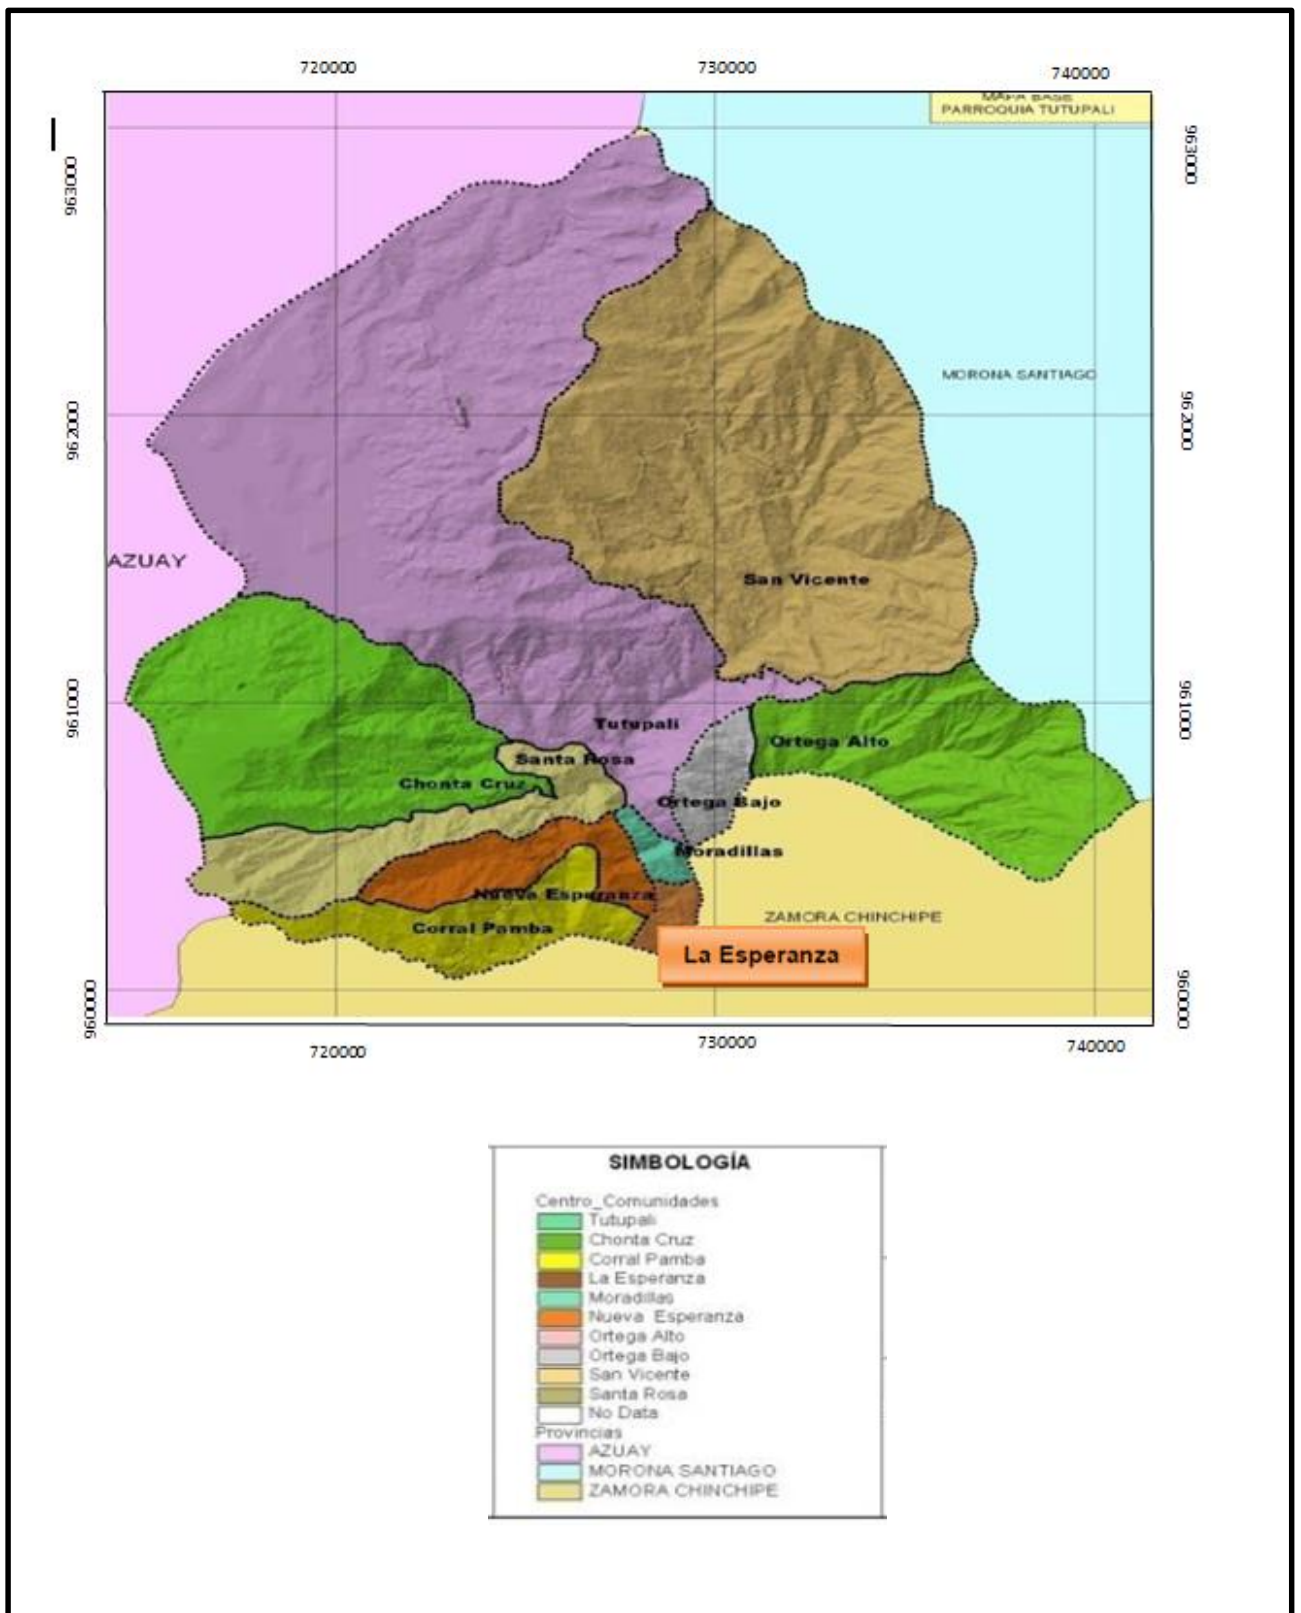 720000
730000
740000
MAPA BASE
PARROQUIA TUTUPALI
963000
963000
MORONA SANTIAGO
962000
962000
AZUAY
San Vicente
961000
961000
Tutupali
Ortega Alto
Santa Rosa
Chonta Cruz
Ortega Bajo
Moradillas
Nueva Esperanza
ZAMORA CHINCHIPE
Corral Pamba
La Esperanza
960000
960000
720000
730000
740000
SIMBOLOGÍA
Centro_Comunidades
Tutupali
Chonta Cruz
Corral Pamba
La Esperanza
Moradillas
Nueva Esperanza
Ortega Alto
Ortega Bajo
San Vicente
Santa Rosa
No Data
Provincias
AZUAY
MORONA SANTIAGO
ZAMORA CHINCHIPE